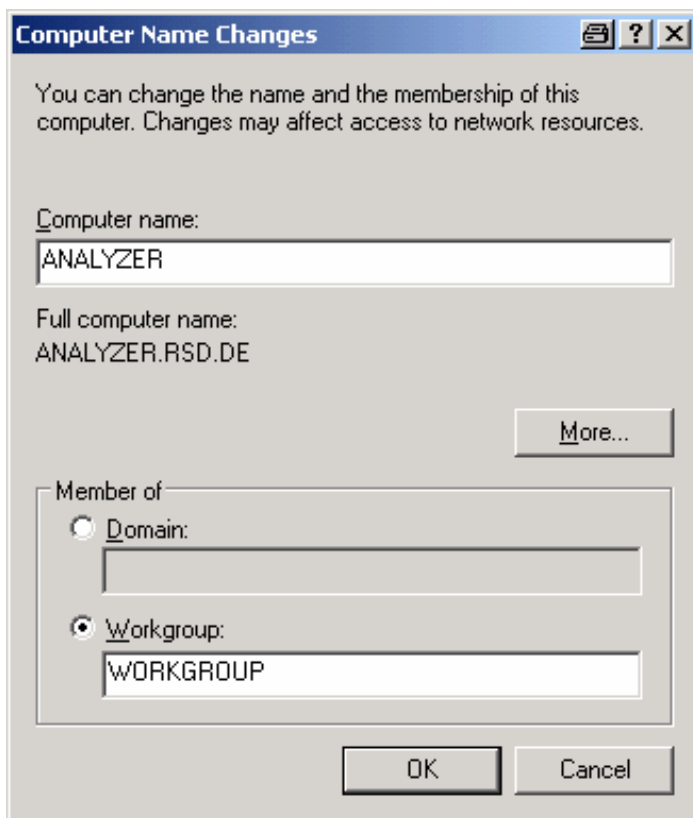 Computer Name Changes
You can change the name and the membership of this
computer. Changes may affect access to network resources.
Computer name:
ANALYZER
Full computer name:
ANALYZER.RSD.DE
More...
Member of
Domain:
Workgroup:
WORKGROUP
OK Cancel